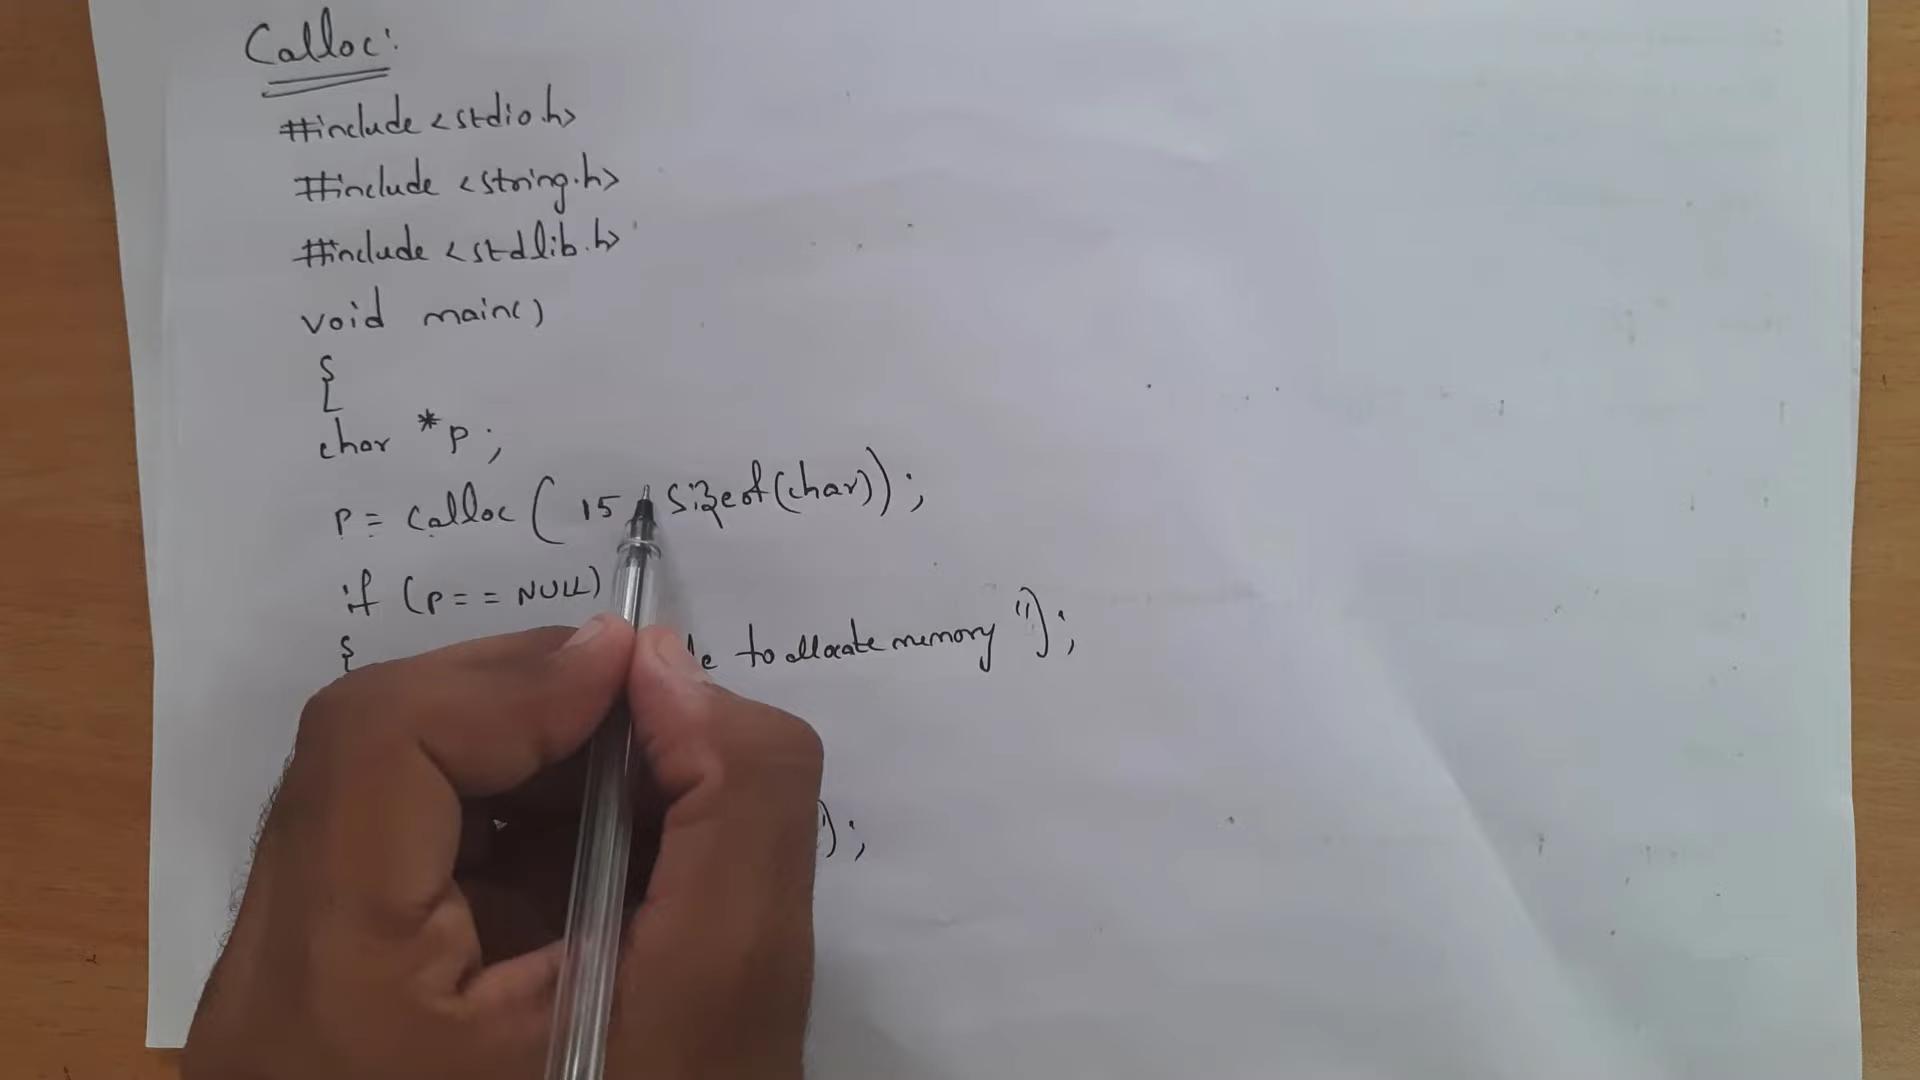 Calloc:
#include <stdio.h>
#include <string.h>
#include <stdlib.h>
void main()
{
char *p;
p = calloc ( 15 sizeof(char));
if (p == NULL)
{
to allocate memory ");
);